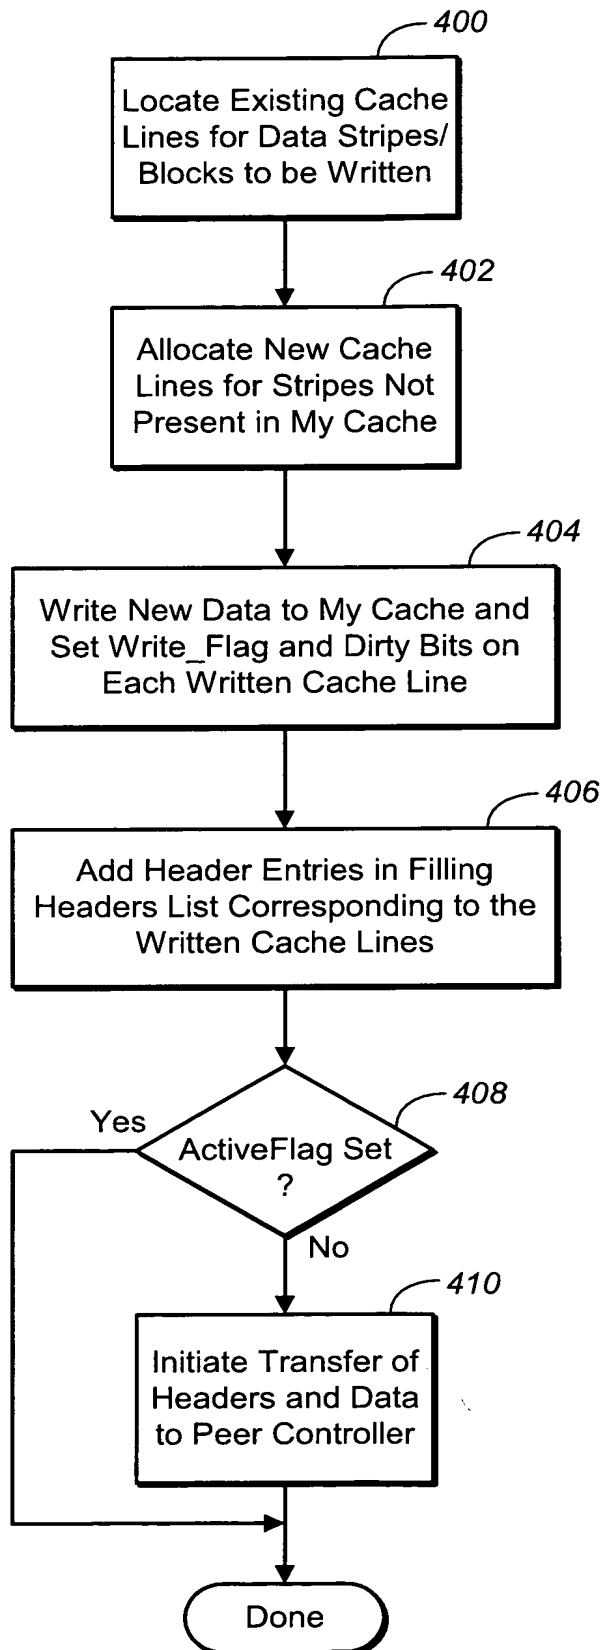 400
Locate Existing Cache
Lines for Data Stripes/
Blocks to be Written
402
Allocate New Cache
Lines for Stripes Not
Present in My Cache
404
Write New Data to My Cache and
Set Write_Flag and Dirty Bits on
Each Written Cache Line
406
Add Header Entries in Filling
Headers List Corresponding to the
Written Cache Lines
408
Yes
ActiveFlag Set
?
No
410
Initiate Transfer of
Headers and Data
to Peer Controller
Done